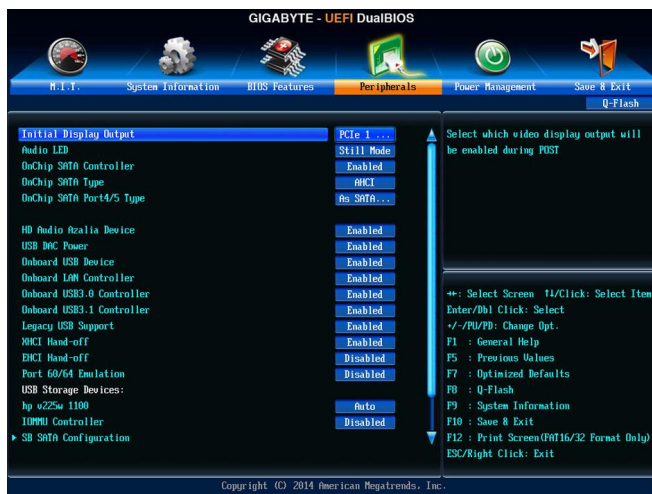 GIGABYTE - UEFI DualBIOS
M.I.T.
System Information
BIOS Features
Peripherals
Power Management
Save & Exit
Q-Flash
Initial Display Output PCIe 1 ...
Audio LED Still Mode
OnChip SATA Controller Enabled
OnChip SATA Type AHCI
OnChip SATA Port4/5 Type As SATA...
HD Audio Azalia Device Enabled
USB DAC Power Enabled
Onboard USB Device Enabled
Onboard LAN Controller Enabled
Onboard USB3.0 Controller Enabled
Onboard USB3.1 Controller Enabled
Legacy USB Support Enabled
XHCI Hand-off Enabled
EHCI Hand-off Disabled
Port 60/64 Emulation Disabled
USB Storage Devices:
hp v225w 1100 Auto
IOMMU Controller Disabled
SB SATA Configuration
Select which video display output will
be enabled during POST
→←: Select Screen ↑↓/Click: Select Item
Enter/Dbl Click: Select
+/-/PU/PD: Change Opt.
F1 : General Help
F5 : Previous Values
F7 : Optimized Defaults
F8 : Q-Flash
F9 : System Information
F10 : Save & Exit
F12 : Print Screen(FAT16/32 Format Only)
ESC/Right Click: Exit
Copyright (C) 2014 American Megatrends, Inc.